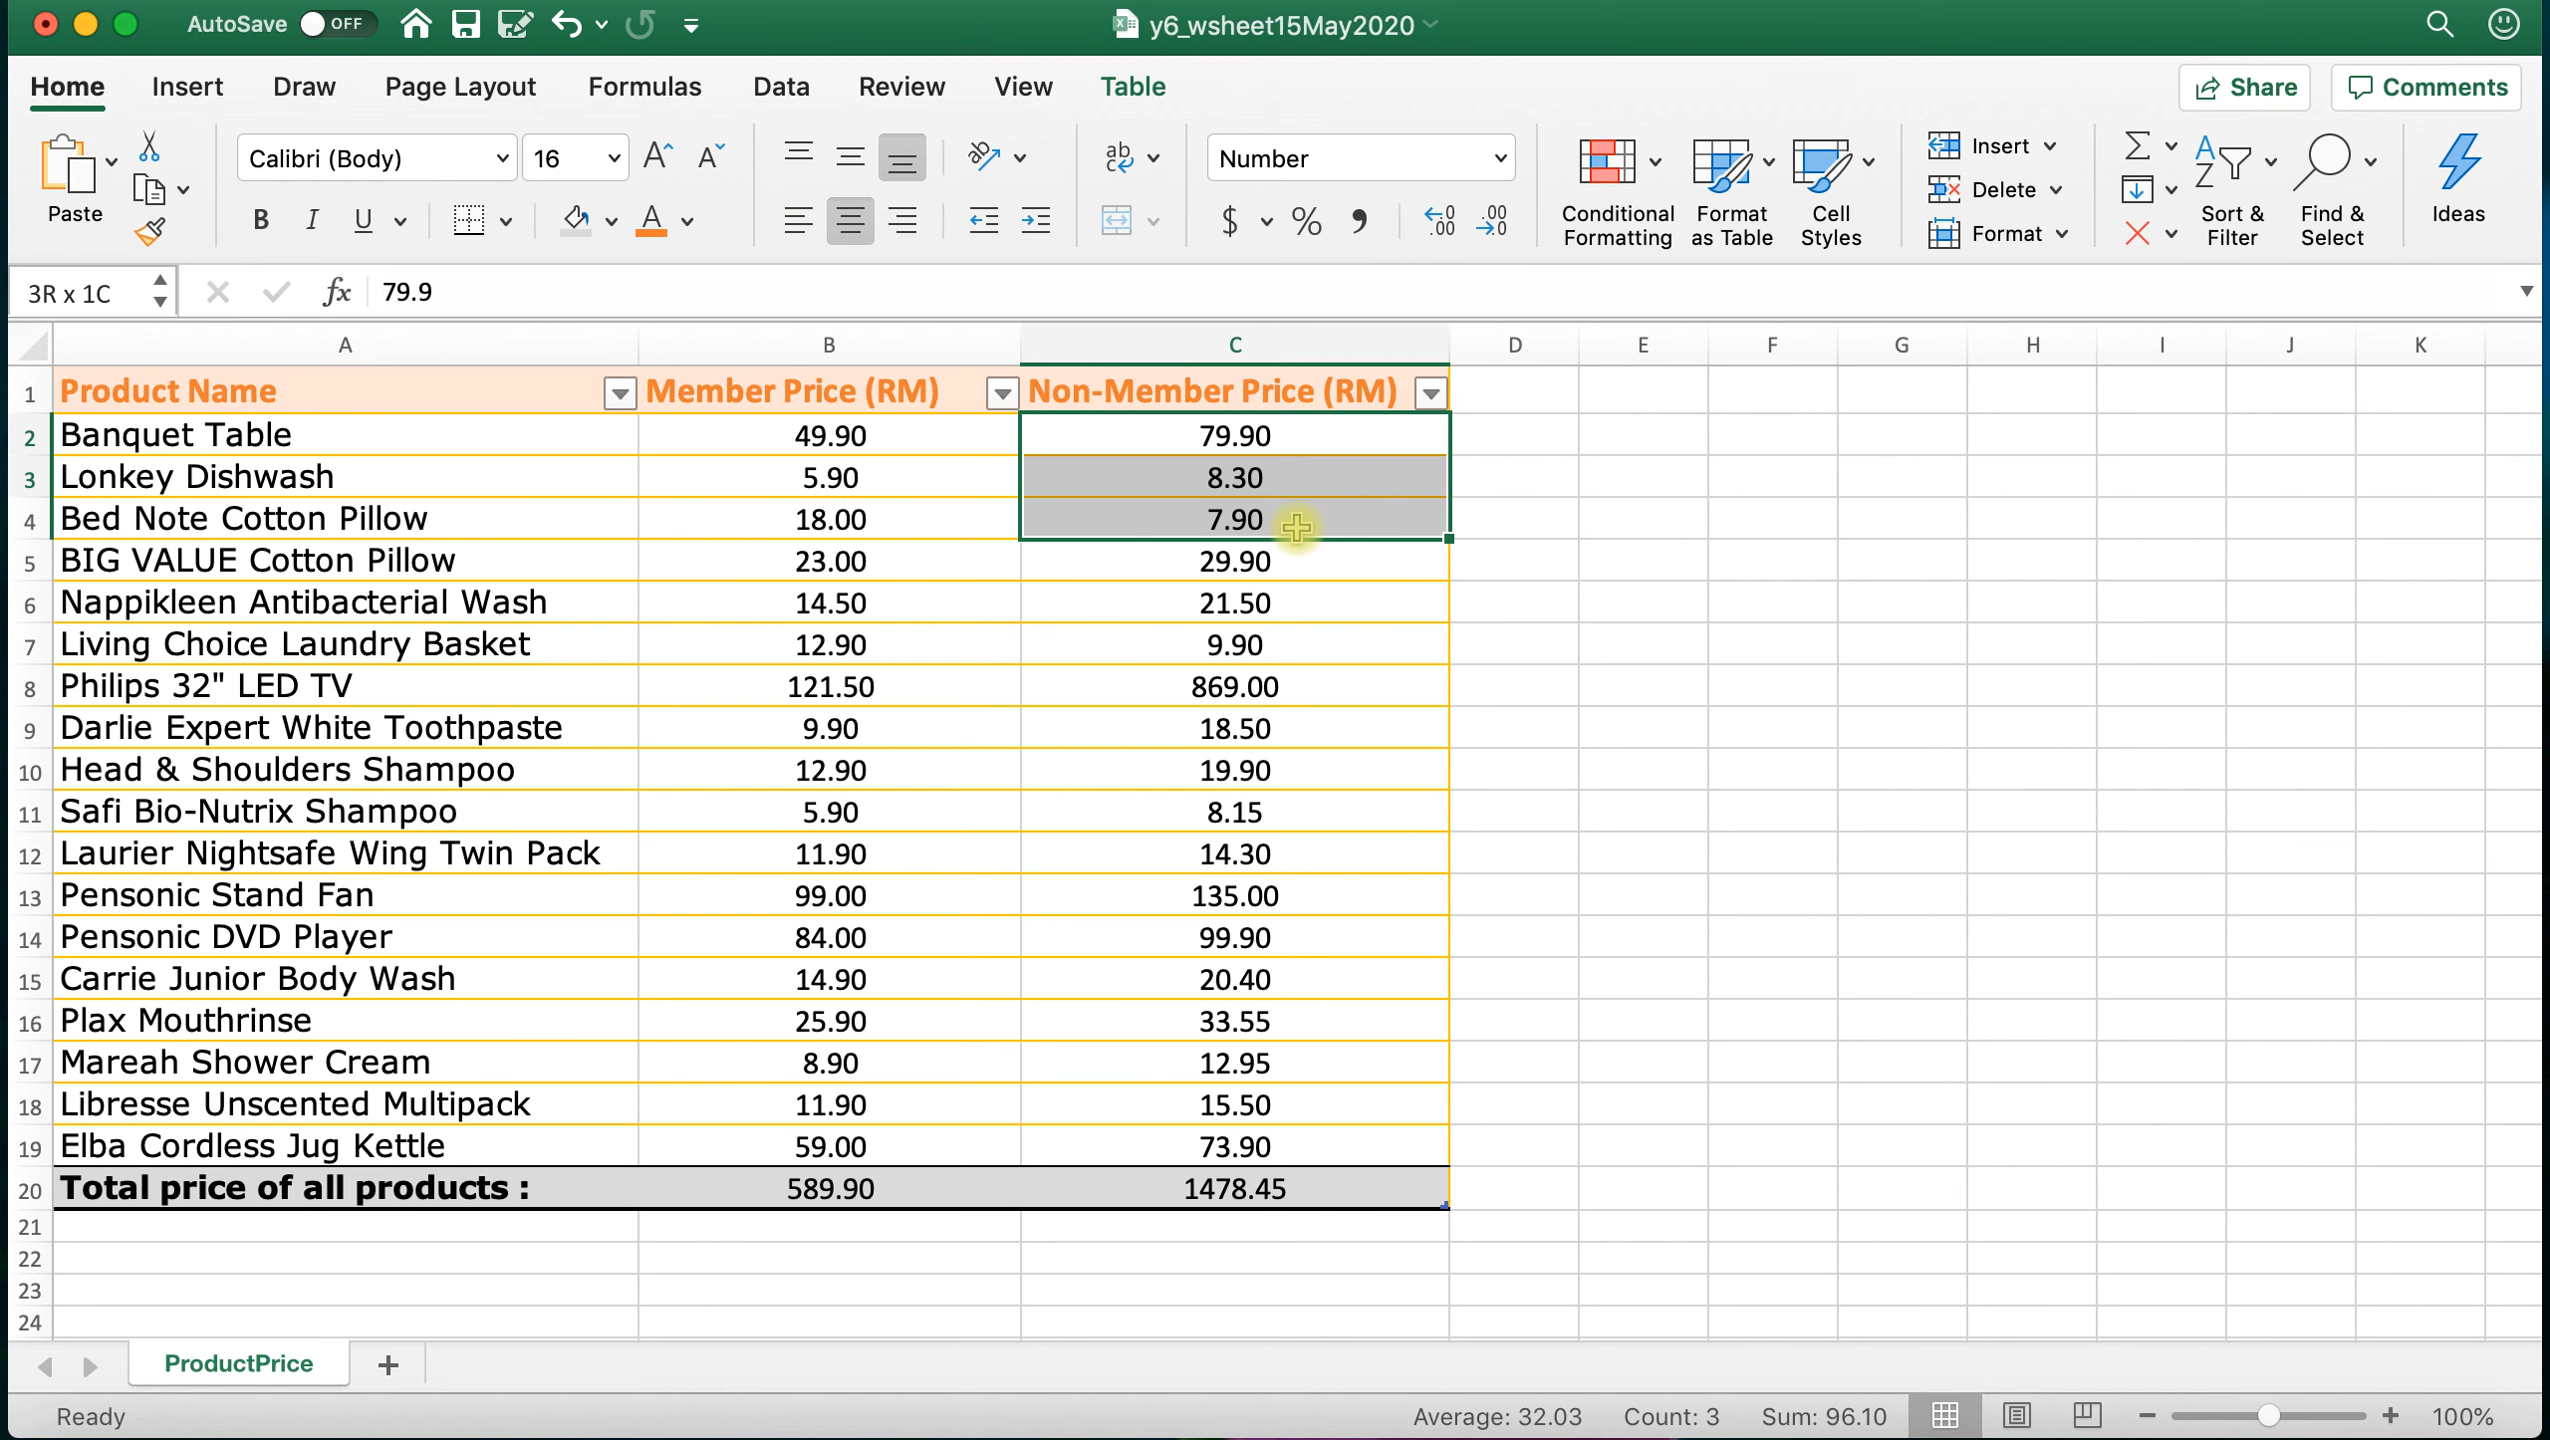 AutoSave OFF y6_wsheet15May2020
Home Insert Draw Page Layout Formulas Data Review View Table Share Comments
Paste Calibri (Body) 16 Number Conditional Formatting Format as Table Cell Styles Insert Delete Format Sort & Filter Find & Select Ideas
3R x 1C fx 79.9
A B C D E F G H I J K
1 Product Name Member Price (RM) Non-Member Price (RM)
2 Banquet Table 49.90 79.90
3 Lonkey Dishwash 5.90 8.30
4 Bed Note Cotton Pillow 18.00 7.90
5 BIG VALUE Cotton Pillow 23.00 29.90
6 Nappikleen Antibacterial Wash 14.50 21.50
7 Living Choice Laundry Basket 12.90 9.90
8 Philips 32" LED TV 121.50 869.00
9 Darlie Expert White Toothpaste 9.90 18.50
10 Head & Shoulders Shampoo 12.90 19.90
11 Safi Bio-Nutrix Shampoo 5.90 8.15
12 Laurier Nightsafe Wing Twin Pack 11.90 14.30
13 Pensonic Stand Fan 99.00 135.00
14 Pensonic DVD Player 84.00 99.90
15 Carrie Junior Body Wash 14.90 20.40
16 Plax Mouthrinse 25.90 33.55
17 Mareah Shower Cream 8.90 12.95
18 Libresse Unscented Multipack 11.90 15.50
19 Elba Cordless Jug Kettle 59.00 73.90
20 Total price of all products : 589.90 1478.45
21
22
23
24
ProductPrice
Ready Average: 32.03 Count: 3 Sum: 96.10 100%